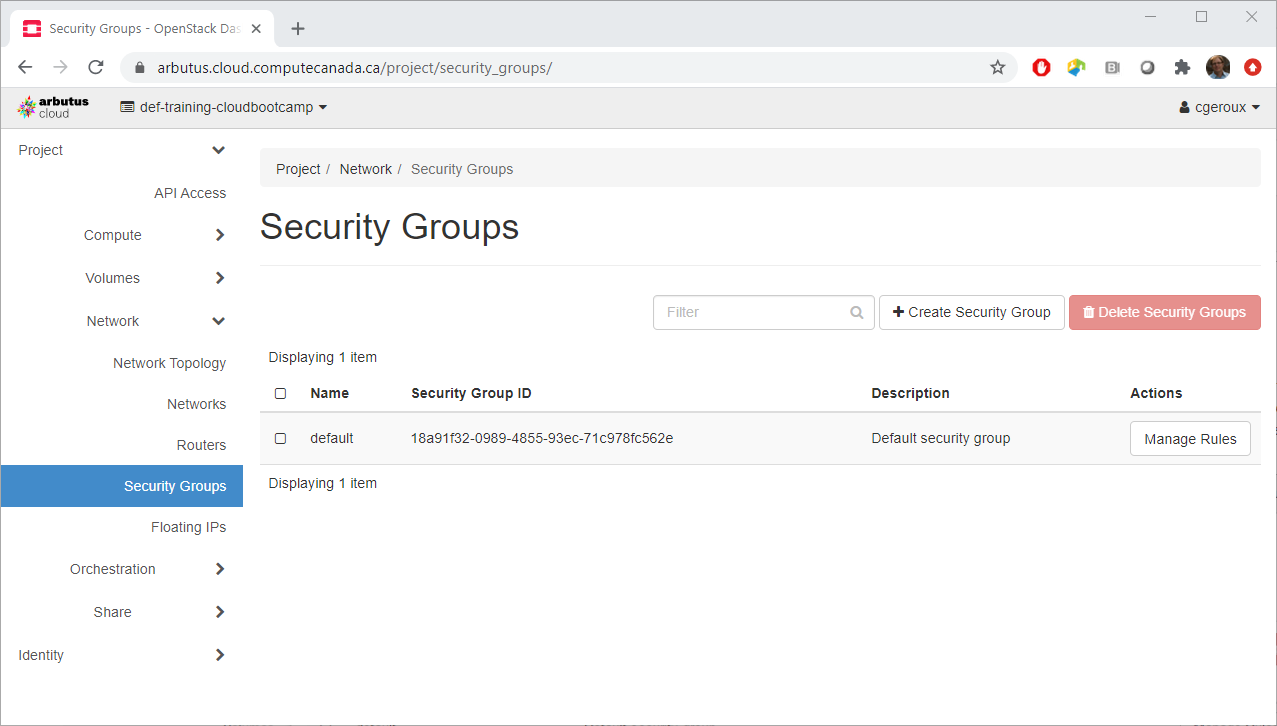 Security Groups - OpenStack Das
arbutus.cloud.computecanada.ca/project/security_groups/
arbutus
cloud
def-training-cloudbootcamp
cgeroux
Project
API Access
Compute
Volumes
Network
Network Topology
Networks
Routers
Security Groups
Floating IPs
Orchestration
Share
Identity
Project / Network / Security Groups
Security Groups
Filter
Create Security Group
Delete Security Groups
Displaying 1 item
Name Security Group ID Description Actions
default 18a91f32-0989-4855-93ec-71c978fc562e Default security group Manage Rules
Displaying 1 item